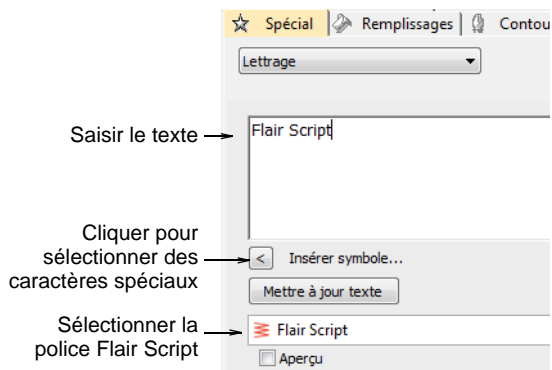 Spécial Remplissages Contou
Lettrage
Saisir le texte
Flair Script
Cliquer pour
sélectionner des
caractères spéciaux
< Insérer symbole...
Mettre à jour texte
Sélectionner la
police Flair Script
Flair Script
Aperçu